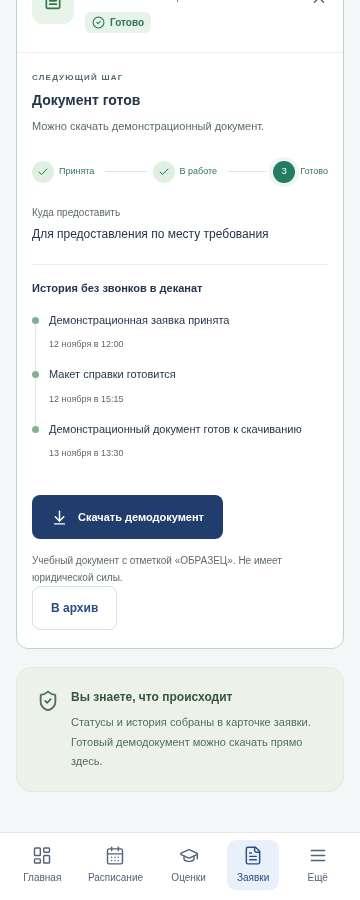 Готово
СЛЕДУЮЩИЙ ШАГ
Документ готов
Можно скачать демонстрационный документ.
Принята
В работе
3 Готово
Куда предоставить
Для предоставления по месту требования
История без звонков в деканат
Демонстрационная заявка принята
12 ноября в 12:00
Макет справки готовится
12 ноября в 15:15
Демонстрационный документ готов к скачиванию
13 ноября в 13:30
Скачать демодокумент
Учебный документ с отметкой «ОБРАЗЕЦ». Не имеет
юридической силы.
В архив
Вы знаете, что происходит
Статусы и история собраны в карточке заявки.
Готовый демодокумент можно скачать прямо
здесь.
Главная
Расписание
Оценки
Заявки
Ещё